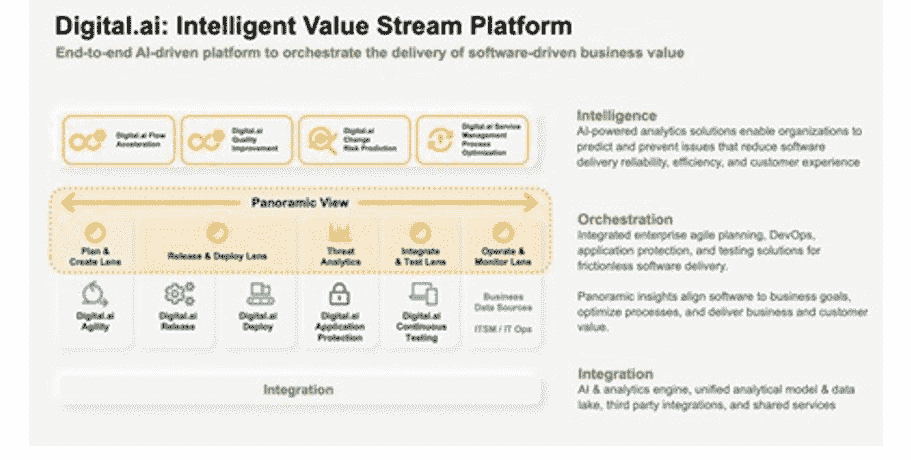 Digital.ai: Intelligent Value Stream Platform
End-to-end AI-driven platform to orchestrate the delivery of software-driven business value
Digital.ai Flow
Acceleration
Digital.ai
Quality
Improvement
Digital.ai
Change
Risk Prediction
Digital.ai Service
Management
Process
Optimization
Intelligence
AI-powered analytics solutions enable organizations to
predict and prevent issues that reduce software
delivery reliability, efficiency, and customer experience
Panoramic View
Plan &
Create Lens
Release & Deploy Lens
Threat
Analytics
Integrate
& Test Lens
Operate &
Monitor Lens
Digital.ai
Agility
Digital.ai
Release
Digital.ai
Deploy
Digital.ai
Application
Protection
Digital.ai
Continuous
Testing
Business
Data Sources
ITSM / IT Ops
Orchestration
Integrated enterprise agile planning, DevOps,
application protection, and testing solutions for
frictionless software delivery.
Panoramic insights align software to business goals,
optimize processes, and deliver business and customer
value.
Integration
Integration
AI & analytics engine, unified analytical model & data
lake, third party integrations, and shared services